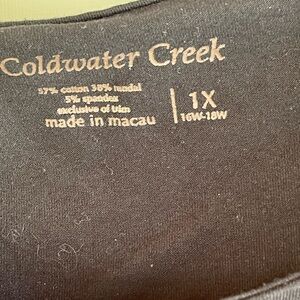 Coldwater Creek
57% cotton 38% modal
5% spandex
exclusive of trim
made in macau
1X
16W-18W